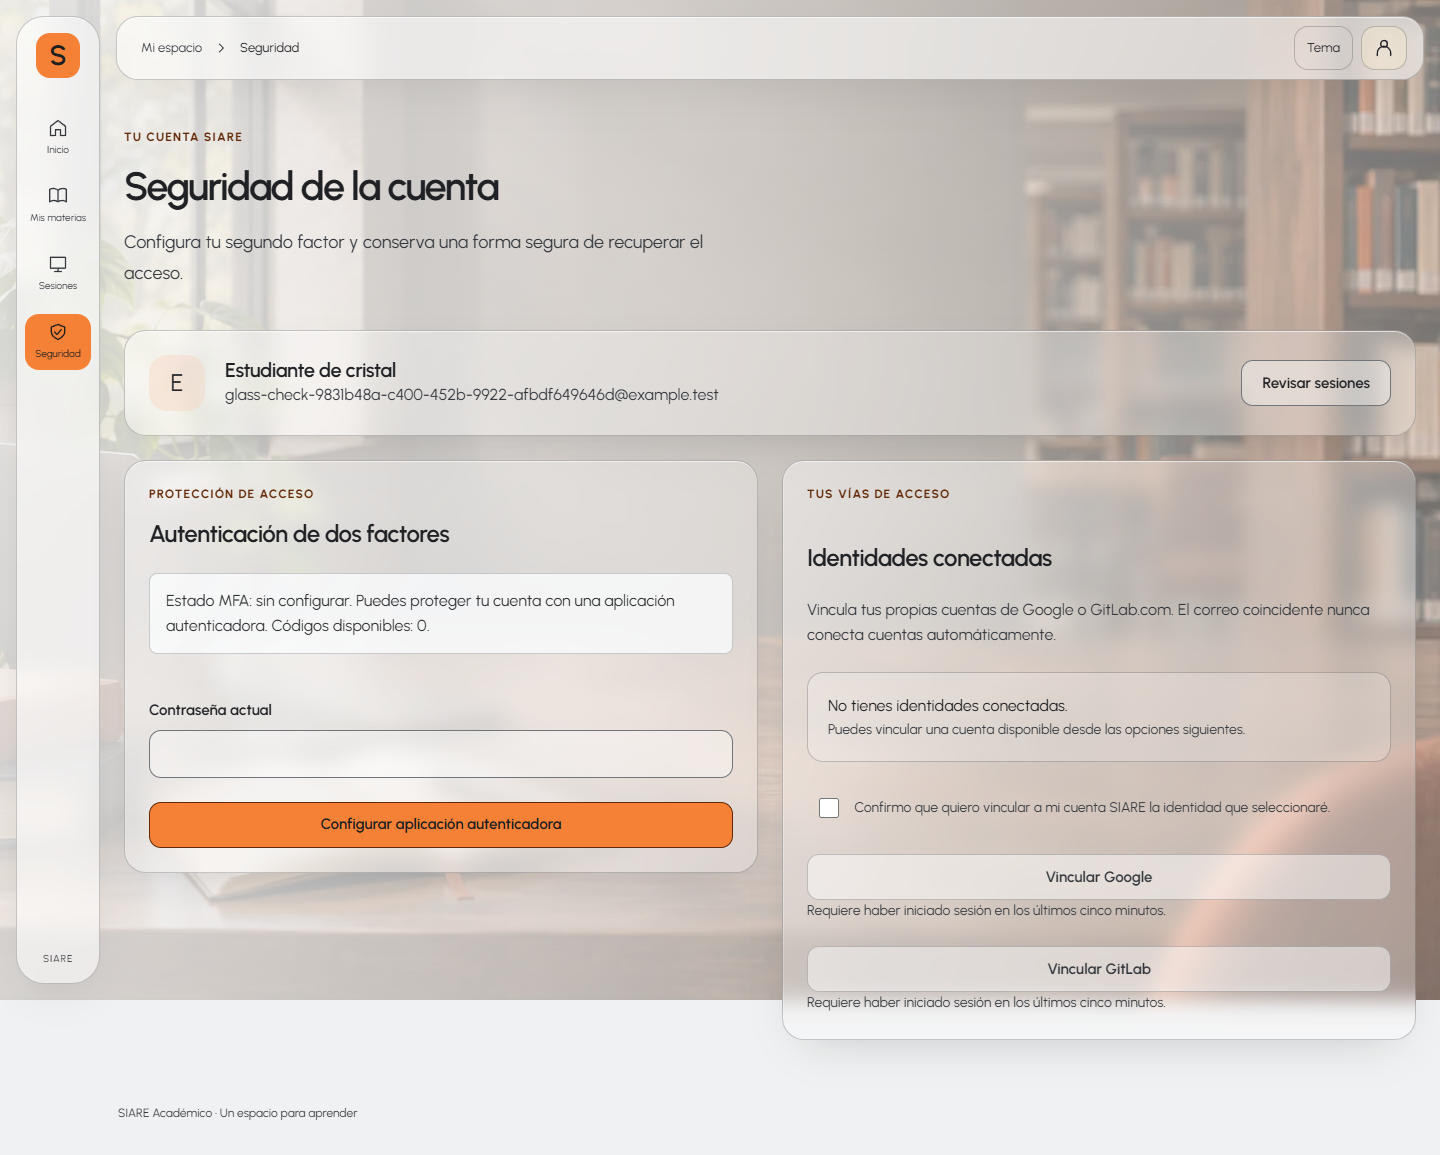 S
Inicio
Mis materias
Sesiones
Seguridad
SIARE
Mi espacio > Seguridad
Tema
TU CUENTA SIARE
Seguridad de la cuenta
Configura tu segundo factor y conserva una forma segura de recuperar el
acceso.
E
Estudiante de cristal
glass-check-9831b48a-c400-452b-9922-afbdf649646d@example.test
Revisar sesiones
PROTECCIÓN DE ACCESO
Autenticación de dos factores
Estado MFA: sin configurar. Puedes proteger tu cuenta con una aplicación
autenticadora. Códigos disponibles: 0.
Contraseña actual
Configurar aplicación autenticadora
TUS VÍAS DE ACCESO
Identidades conectadas
Vincula tus propias cuentas de Google o GitLab.com. El correo coincidente nunca
conecta cuentas automáticamente.
No tienes identidades conectadas.
Puedes vincular una cuenta disponible desde las opciones siguientes.
Confirmo que quiero vincular a mi cuenta SIARE la identidad que seleccionaré.
Vincular Google
Requiere haber iniciado sesión en los últimos cinco minutos.
Vincular GitLab
Requiere haber iniciado sesión en los últimos cinco minutos.
SIARE Académico · Un espacio para aprender